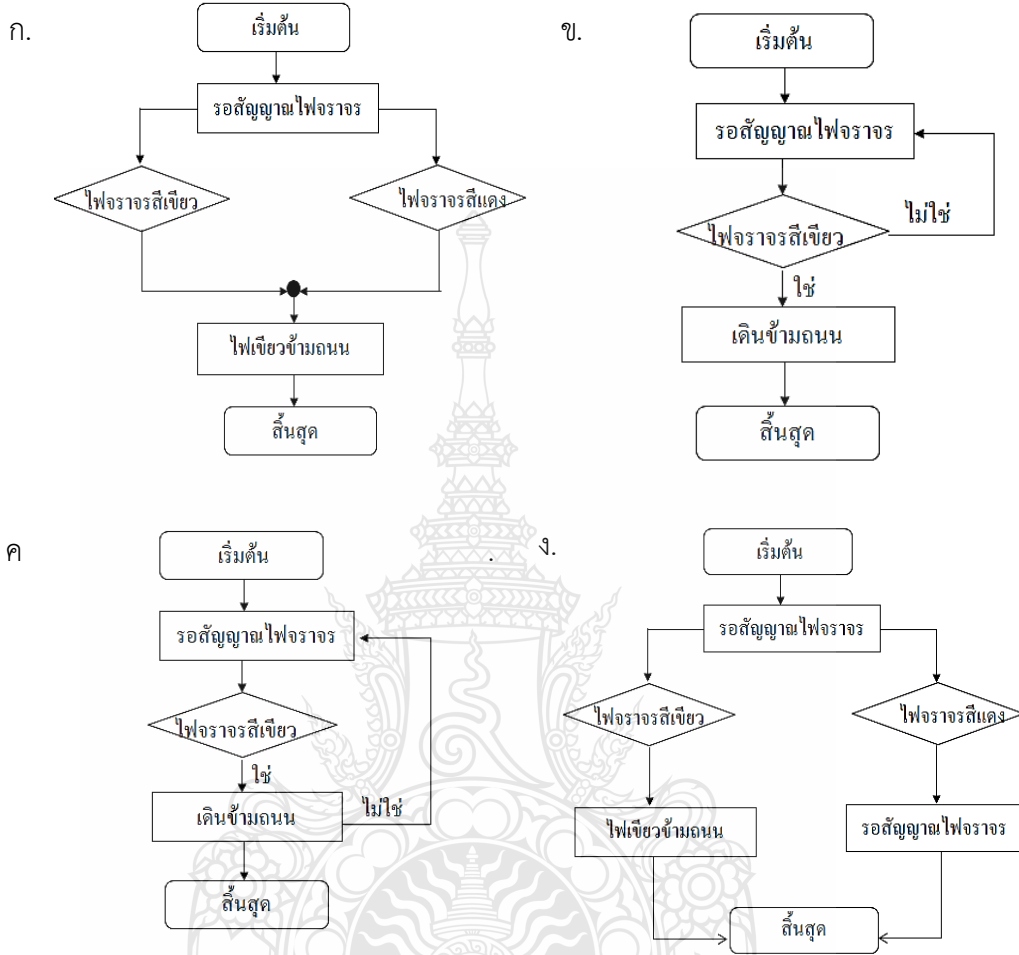 ก.
เริ่มต้น
รอสัญญาณไฟจราจร
ไฟจราจรสีเขียว
ไฟจราจรสีแดง
ไฟเขียวข้ามถนน
สิ้นสุด
ข.
เริ่มต้น
รอสัญญาณไฟจราจร
ไฟจราจรสีเขียว
ไม่ใช่
ใช่
เดินข้ามถนน
สิ้นสุด
ค
เริ่มต้น
รอสัญญาณไฟจราจร
ไฟจราจรสีเขียว
ใช่
เดินข้ามถนน
ไม่ใช่
สิ้นสุด
. ง.
เริ่มต้น
รอสัญญาณไฟจราจร
ไฟจราจรสีเขียว
ไฟจราจรสีแดง
ไฟเขียวข้ามถนน
รอสัญญาณไฟจราจร
สิ้นสุด